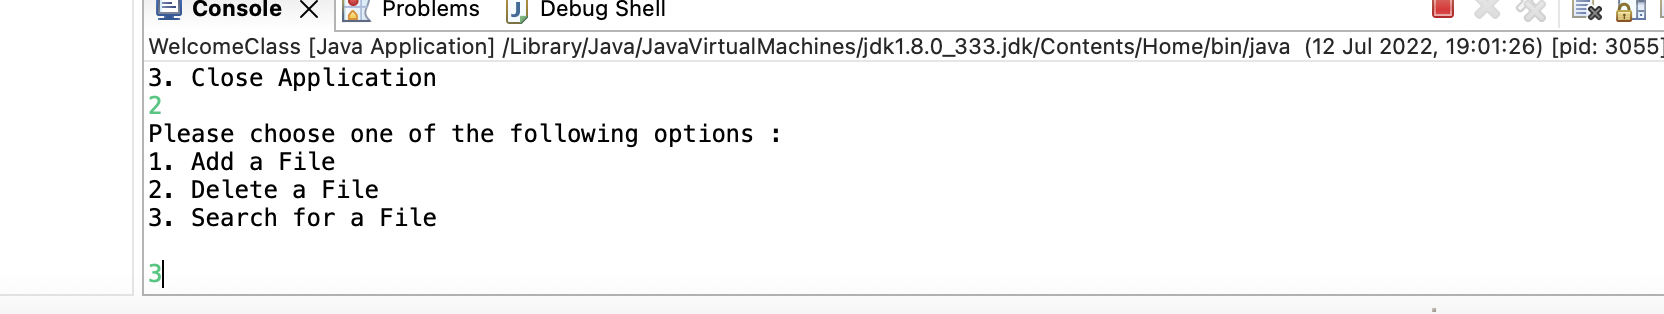 Console Problems Debug Shell
WelcomeClass [Java Application] /Library/Java/JavaVirtualMachines/jdk1.8.0_333.jdk/Contents/Home/bin/java (12 Jul 2022, 19:01:26) [pid: 3055]
3. Close Application
2
Please choose one of the following options :
1. Add a File
2. Delete a File
3. Search for a File
3